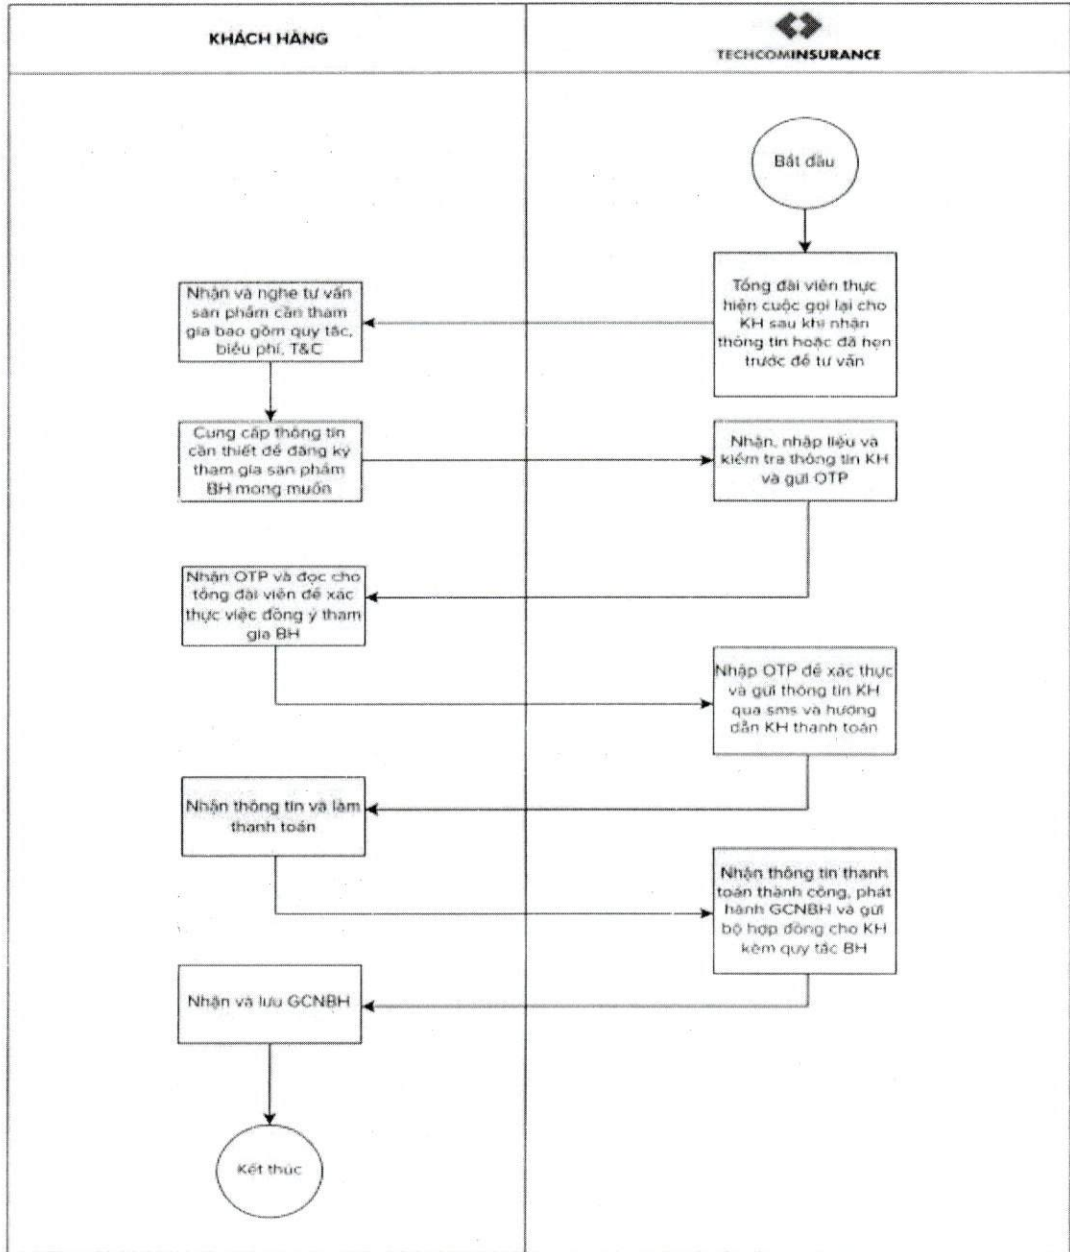 KHÁCH HÀNG
TECHCOMINSURANCE
Bắt đầu
Tổng đài viên thực
hiện cuộc gọi lại cho
KH sau khi nhận
thông tin hoặc đã hẹn
trước để tư vấn
Nhận và nghe tư vấn
sản phẩm cần tham
gia bao gồm quy tắc,
biểu phí, T&C
Cung cấp thông tin
cần thiết để đăng ký
tham gia sản phẩm
BH mong muốn
Nhận, nhập liệu và
kiểm tra thông tin KH
và gửi OTP
Nhận OTP và đọc cho
tổng đài viên để xác
thực việc đồng ý tham
gia BH
Nhập OTP để xác thực
và gửi thông tin KH
qua sms và hướng
dẫn KH thanh toán
Nhận thông tin và làm
thanh toán
Nhận thông tin thanh
toán thành công, phát
hành GCNBH và gửi
bộ hợp đồng cho KH
kèm quy tắc BH
Nhận và lưu GCNBH
Kết thúc